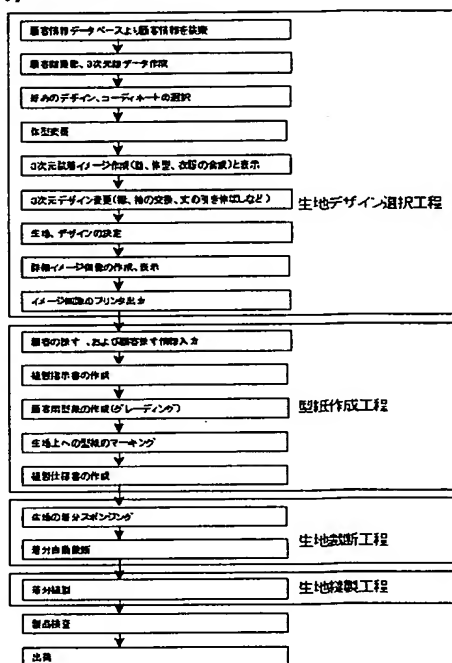 顧客情報データベースより顧客情報を検索
顧客顔撮影、3次元顔データ作成
好みのデザイン、コーディネートの選択
体型変更
3次元試着イメージ作成(顔、体型、衣服の合成)と表示
3次元デザイン変更(襟、袖の交換、丈の引き伸ばしなど)
生地デザイン選択工程
生地、デザインの決定
詳細イメージ画像の作成、表示
イメージ画像のプリンタ出力
顧客の採寸、および顧客採寸情報入力
縫製指示書の作成
顧客用型紙の作成(グレーディング)
型紙作成工程
生地上への型紙のマーキング
縫製仕様書の作成
生地の着分スポンジング
着分自動裁断
生地裁断工程
着分縫製
生地縫製工程
製品検査
出荷